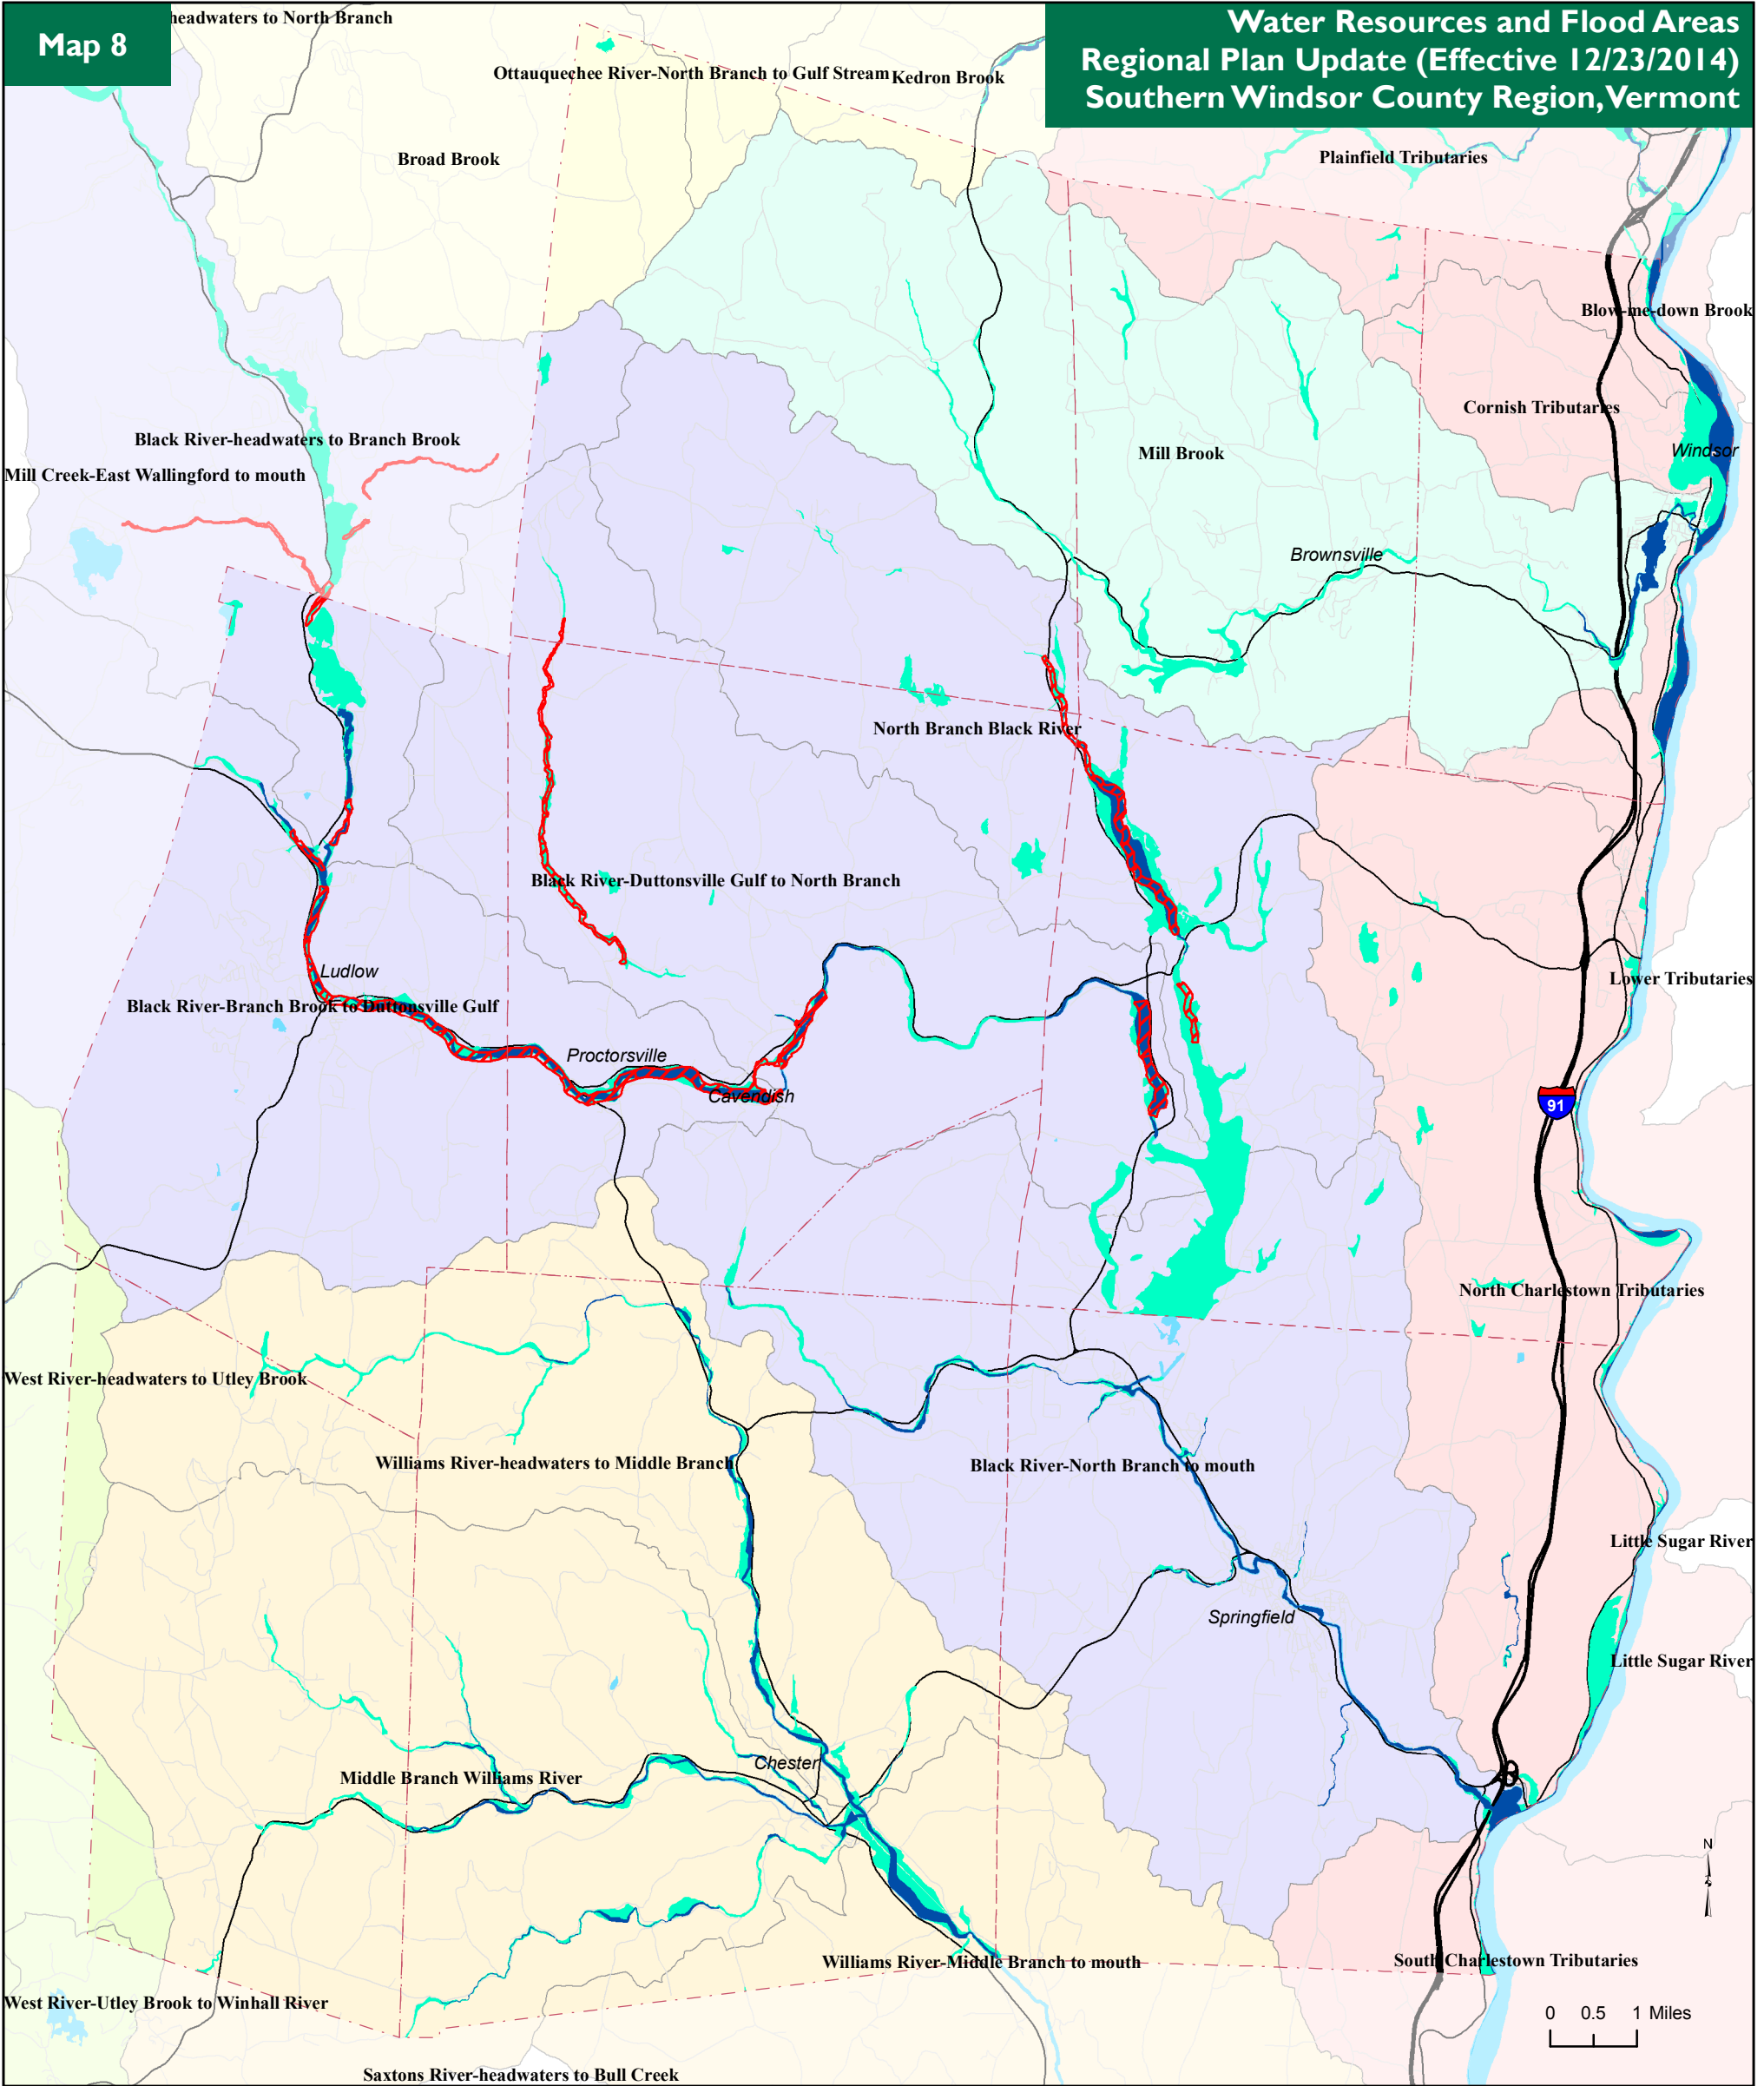 Map 8
headwaters to North Branch
Water Resources and Flood Areas
Regional Plan Update (Effective 12/23/2014)
Southern Windsor County Region, Vermont
Ottauquechee River-North Branch to Gulf Stream
Kedron Brook
Broad Brook
Plainfield Tributaries
Blow-me-down Brook
Cornish Tributaries
Black River-headwaters to Branch Brook
Windsor
Mill Brook
Mill Creek-East Wallingford to mouth
Brownsville
North Branch Black River
Black River-Duttonsville Gulf to North Branch
Ludlow
Lower Tributaries
Black River-Branch Brook to Duttonsville Gulf
Proctorsville
Cavendish
91
North Charlestown Tributaries
West River-headwaters to Utley Brook
Williams River-headwaters to Middle Branch
Black River-North Branch to mouth
Little Sugar River
Springfield
Little Sugar River
Chester
Middle Branch Williams River
N
Williams River-Middle Branch to mouth
South Charlestown Tributaries
West River-Utley Brook to Winhall River
0 0.5 1 Miles
Saxtons River-headwaters to Bull Creek